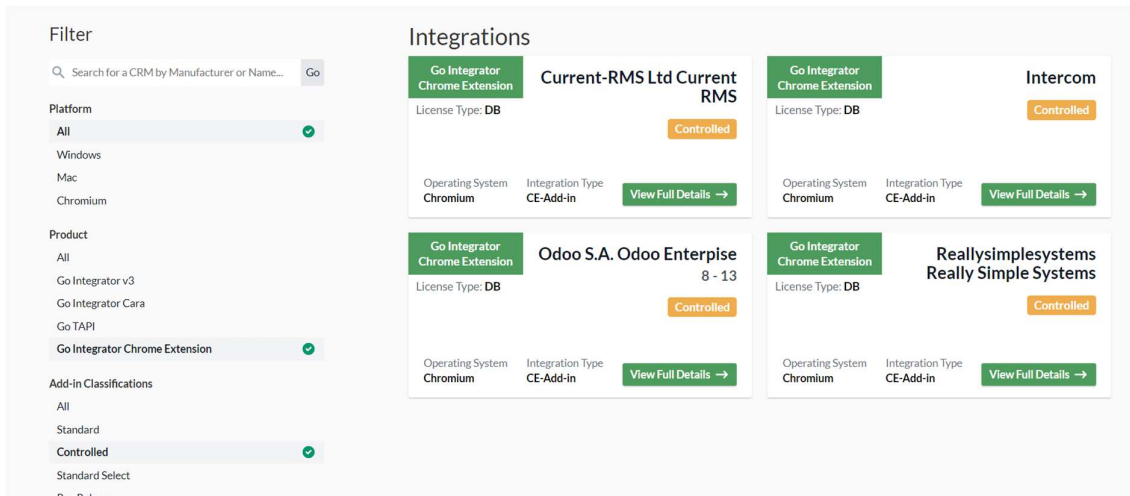 Filter
Search for a CRM by Manufacturer or Name... Go
Platform
All
Windows
Mac
Chromium
Product
All
Go Integrator v3
Go Integrator Cara
Go TAPI
Go Integrator Chrome Extension
Add-in Classifications
All
Standard
Controlled
Standard Select
Integrations
Go Integrator
Chrome Extension
Current-RMS Ltd Current
RMS
License Type: DB
Controlled
Operating System Integration Type
Chromium CE-Add-in
View Full Details →
Go Integrator
Chrome Extension
Intercom
License Type: DB
Controlled
Operating System Integration Type
Chromium CE-Add-in
View Full Details →
Go Integrator
Chrome Extension
Odoo S.A. Odoo Enterpise
8 - 13
License Type: DB
Controlled
Operating System Integration Type
Chromium CE-Add-in
View Full Details →
Go Integrator
Chrome Extension
Reallysimplesystems
Really Simple Systems
License Type: DB
Controlled
Operating System Integration Type
Chromium CE-Add-in
View Full Details →